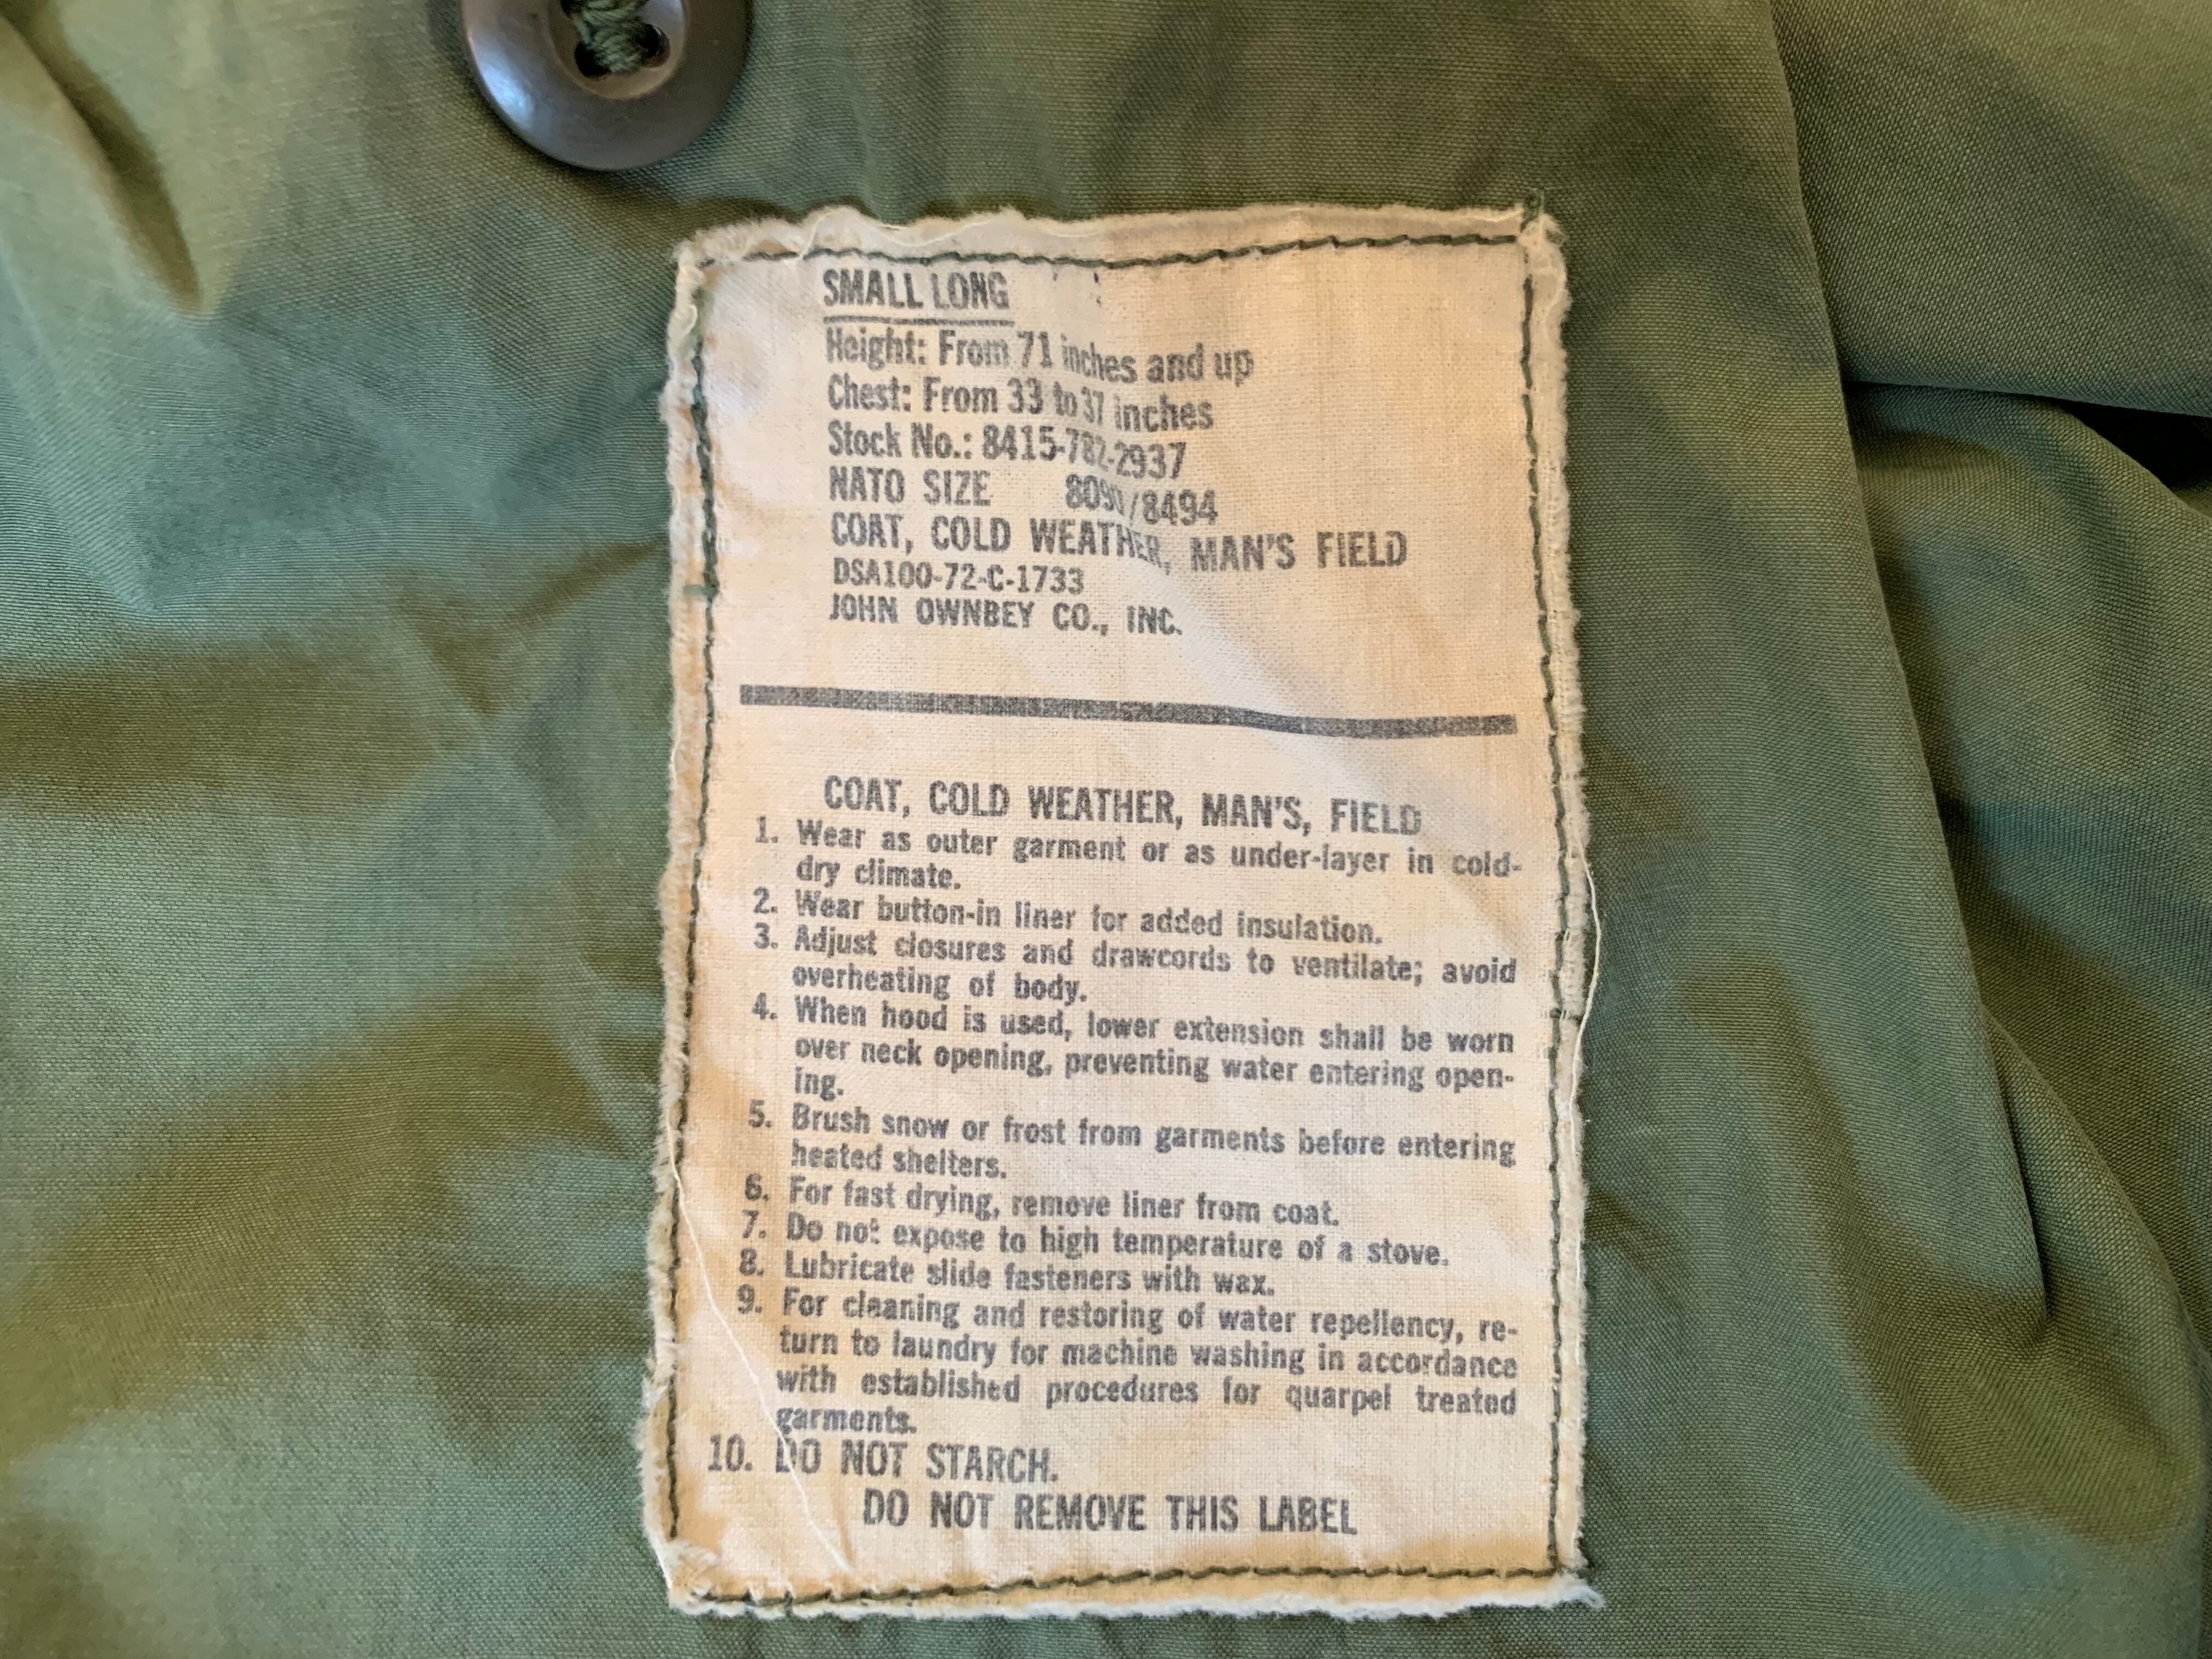 SMALL LONG
Height: From 71 inches and up
Chest: From 33 to 37 inches
Stock No.: 8415-782-2937
NATO SIZE 8090/8494
COAT, COLD WEATHER, MAN'S FIELD
DSA100-72-C-1733
JOHN OWNBEY CO., INC.
COAT, COLD WEATHER, MAN'S, FIELD
1. Wear as outer garment or as under-layer in cold-
dry climate.
2. Wear button-in liner for added insulation.
3. Adjust closures and drawcords to ventilate; avoid
overheating of body.
4. When hood is used, lower extension shall be worn
over neck opening, preventing water entering open-
ing.
5. Brush snow or frost from garments before entering
heated shelters.
6. For fast drying, remove liner from coat.
7. Do not expose to high temperature of a stove.
8. Lubricate slide fasteners with wax.
9. For cleaning and restoring of water repellency, re-
turn to laundry for machine washing in accordance
with established procedures for quarpel treated
garments.
10. DO NOT STARCH.
DO NOT REMOVE THIS LABEL